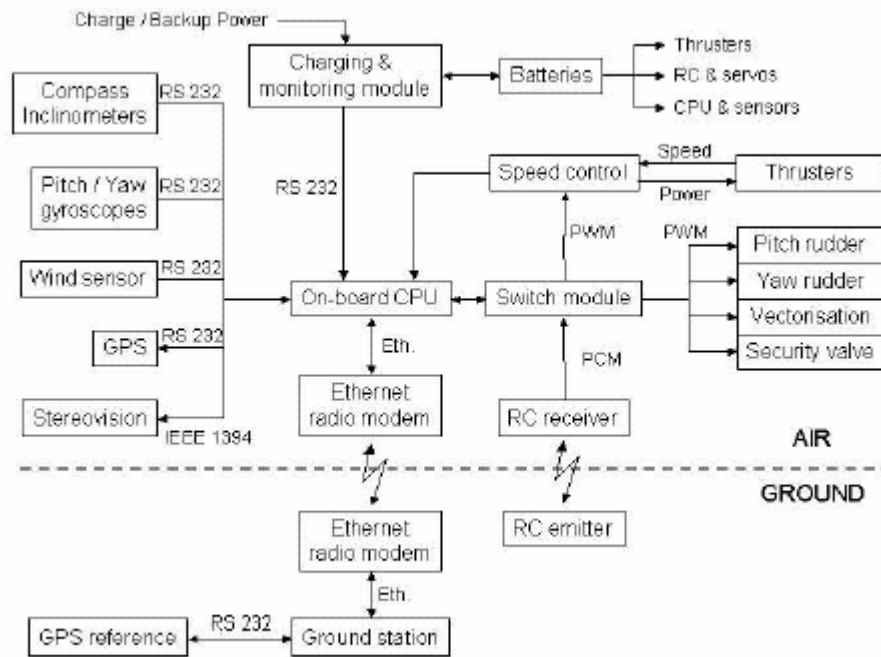 Charge / Backup Power
Charging &
monitoring module
Batteries
Thrusters
RC & servos
CPU & sensors
Compass
Inclinometers
RS 232
Pitch / Yaw
gyroscopes
RS 232
RS 232
Speed control
Speed
Power
Thrusters
PWM
PWM
Pitch rudder
Yaw rudder
Vectorisation
Security valve
Wind sensor
RS 232
On-board CPU
Switch module
GPS
RS 232
Eth.
PCM
Stereovision
IEEE 1394
Ethernet
radio modem
RC receiver
AIR
GROUND
Ethernet
radio modem
RC emitter
Eth.
GPS reference
RS 232
Ground station